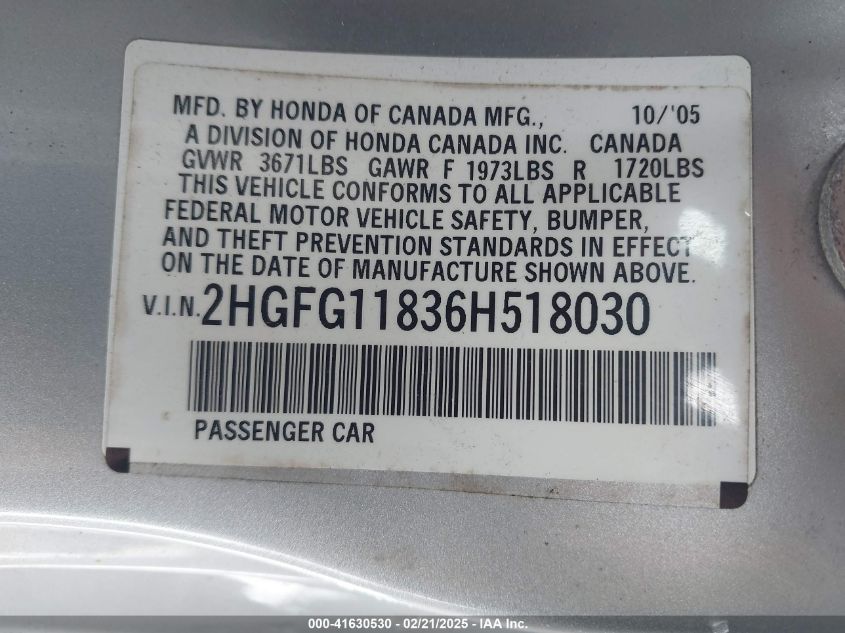 MFD. BY HONDA OF CANADA MFG., 10/'05
A DIVISION OF HONDA CANADA INC. CANADA
GVWR 3671LBS GAWR F 1973LBS R 1720LBS
THIS VEHICLE CONFORMS TO ALL APPLICABLE
FEDERAL MOTOR VEHICLE SAFETY, BUMPER,
AND THEFT PREVENTION STANDARDS IN EFFECT
ON THE DATE OF MANUFACTURE SHOWN ABOVE.
V.I.N. 2HGFG11836H518030
PASSENGER CAR
000-41630530 - 02/21/2025 - IAA Inc.